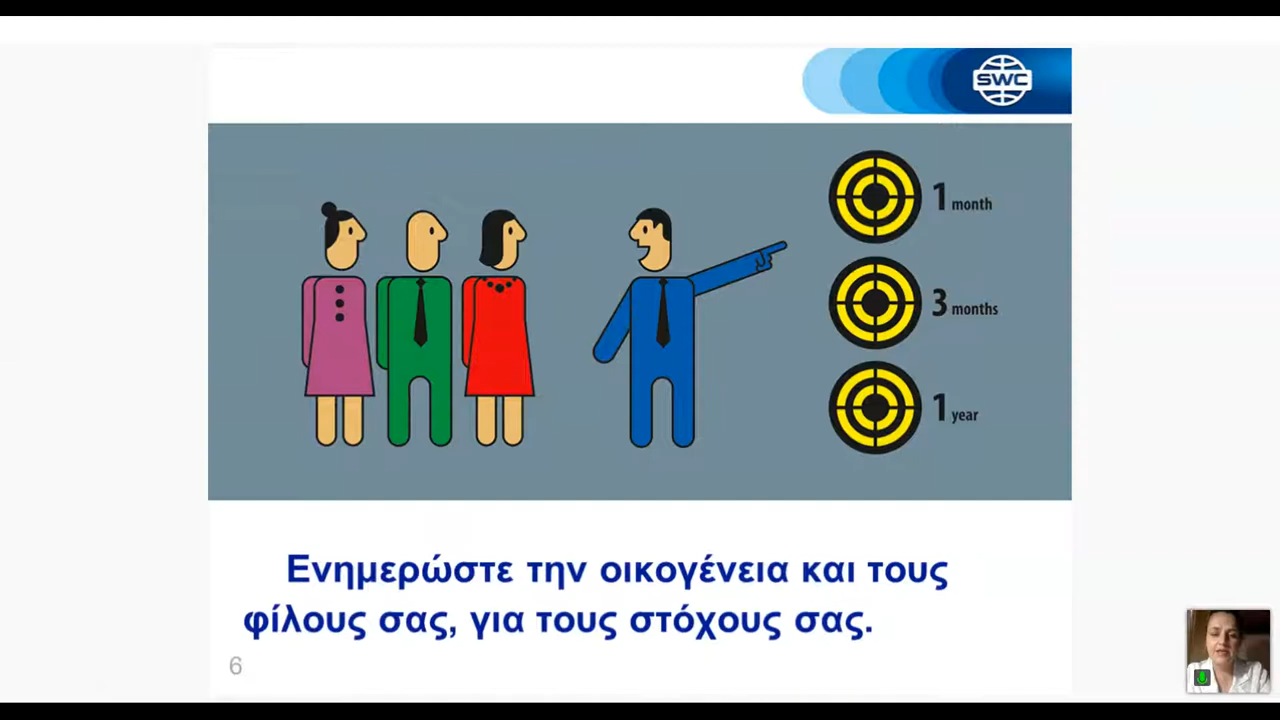 SWC
1 month
3 months
1 year
Ενημερώστε την οικογένεια και τους
φίλους σας, για τους στόχους σας.
6